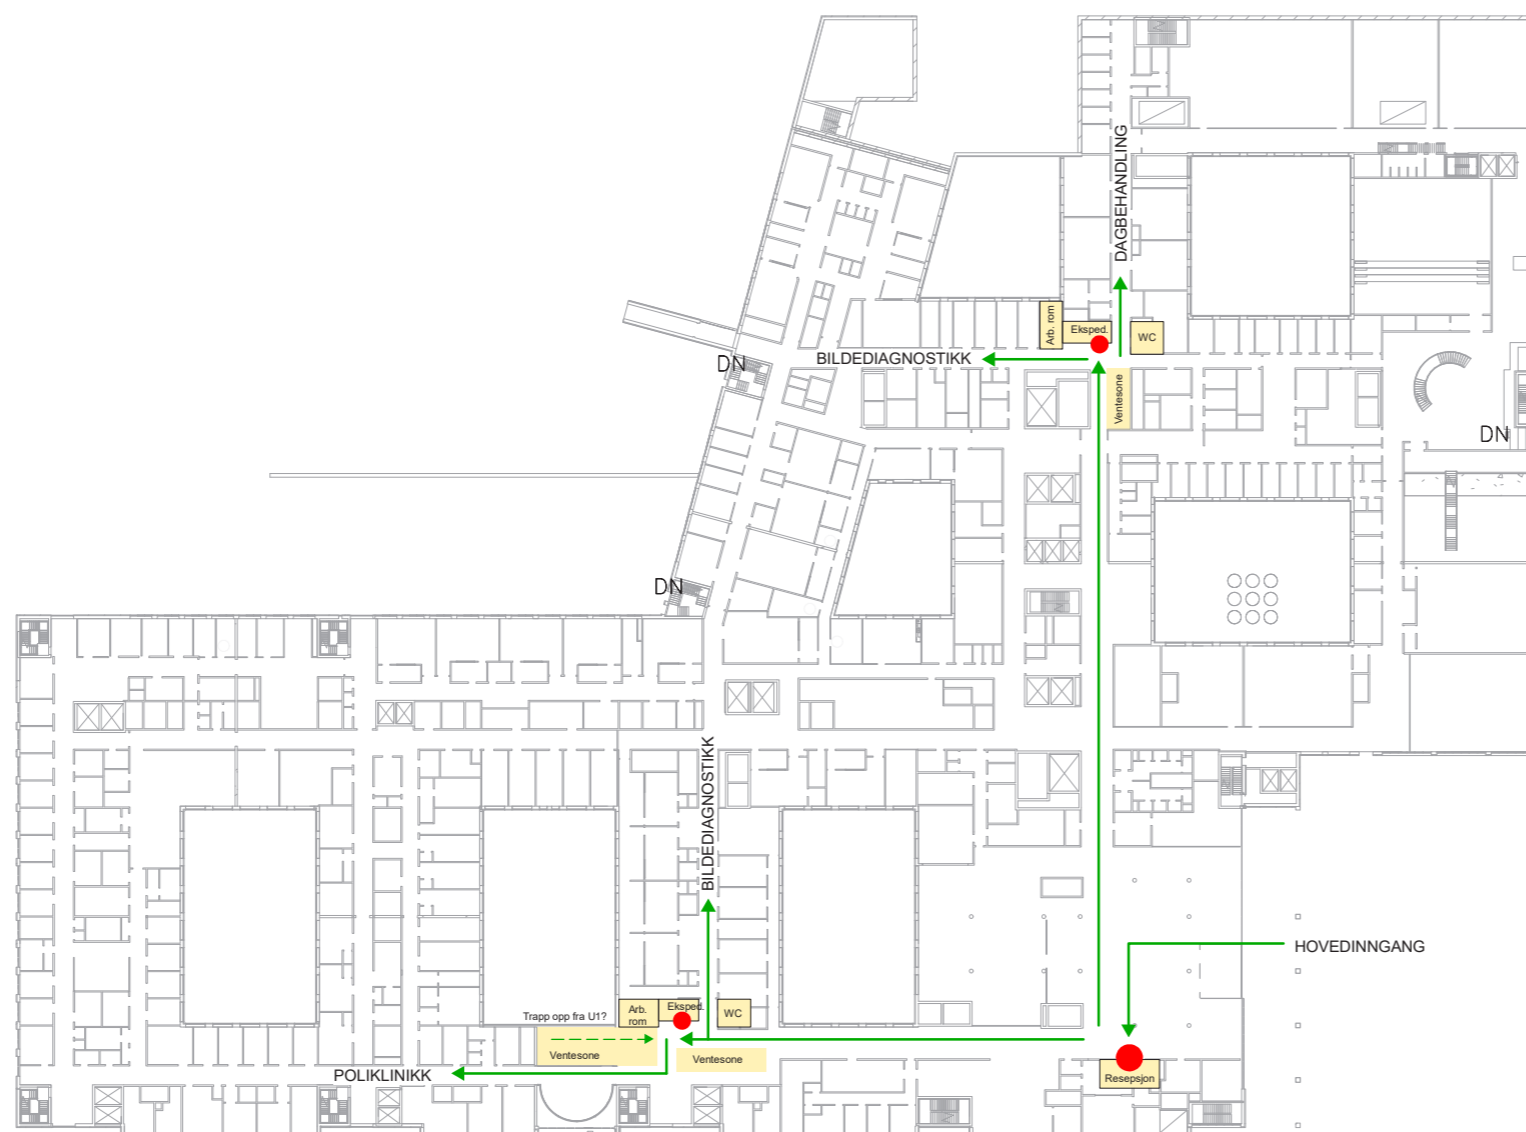 DAGBEHANDLING
Arb. rom
Eksped.
WC
BILDEDIAGNOSTIKK
DN
Ventesone
DN
DN
BILDEDIAGNOSTIKK
HOVEDINNGANG
Trapp opp fra U1?
Arb.
rom
Eksped.
WC
Ventesone
Ventesone
POLIKLINIKK
Resepsjon